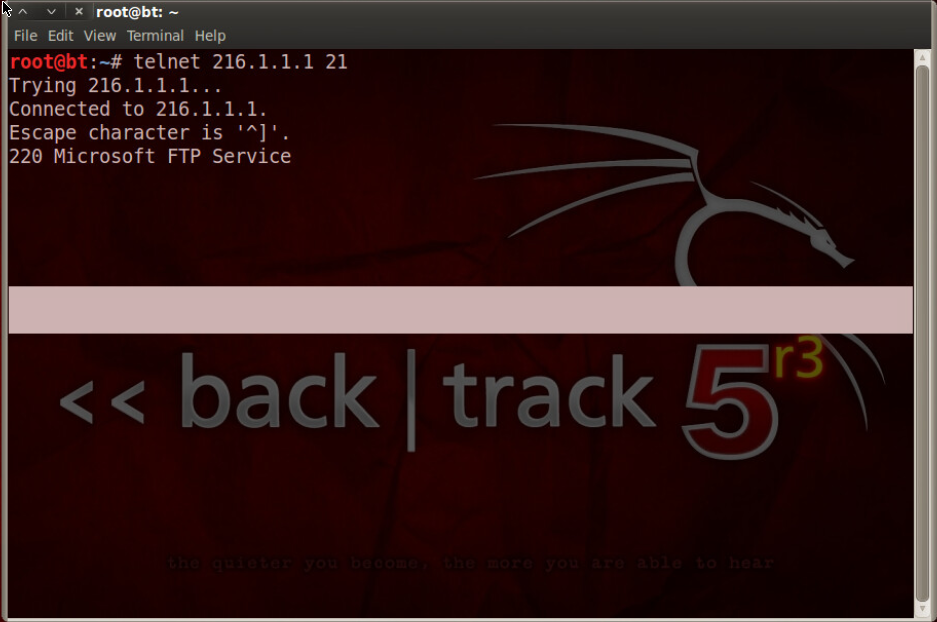 root@bt: ~
File Edit View Terminal Help
root@bt:~# telnet 216.1.1.1 21
Trying 216.1.1.1...
Connected to 216.1.1.1.
Escape character is '^]'.
220 Microsoft FTP Service
<< back | track 5 r3
the quieter you become, the more you are able to hear